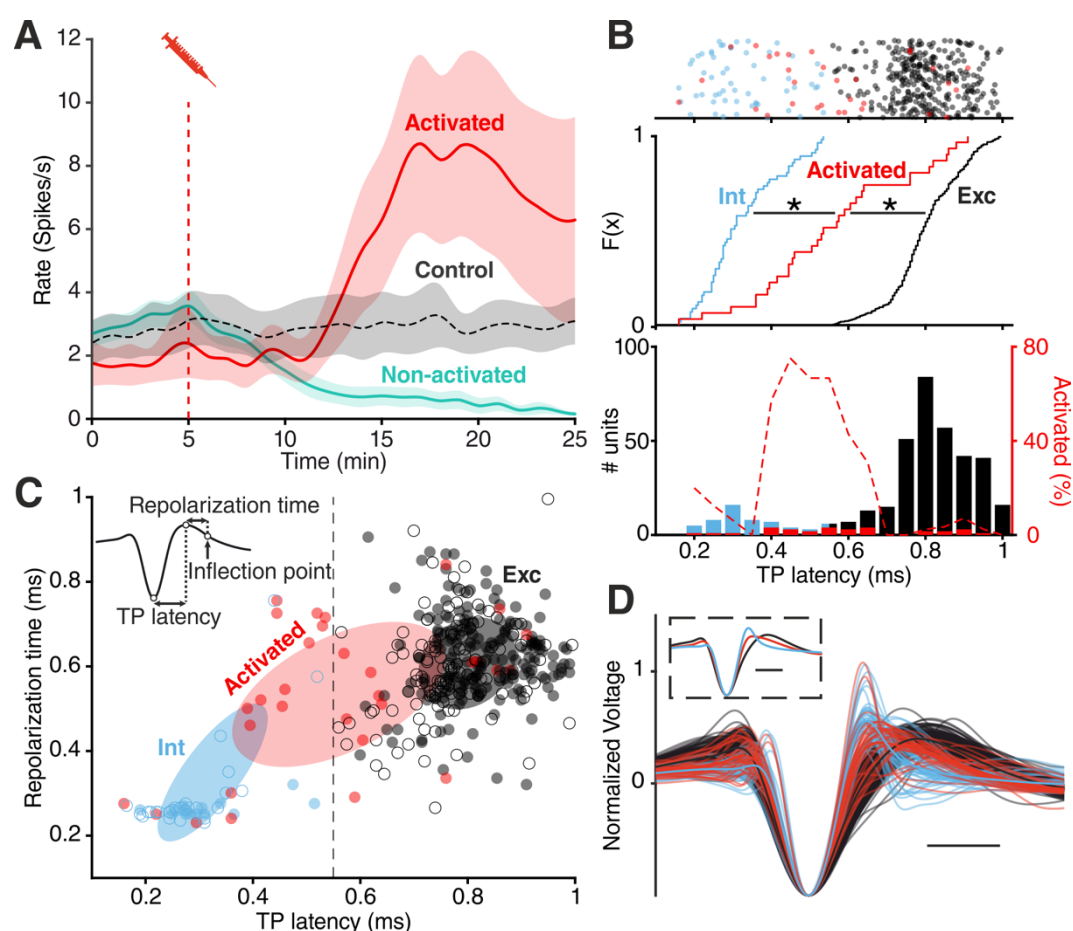 A
12
10
8
6
4
2
0
Rate (Spikes/s)
Activated
Control
Non-activated
0
5
10
15
20
25
Time (min)
B
1
F(x)
0
Int
Activated
Exc
*
*
100
50
0
# units
80
40
0
Activated (%)
0.2
0.4
0.6
0.8
1
TP latency (ms)
C
1
0.8
0.6
0.4
0.2
Repolarization time (ms)
Repolarization time
Inflection point
TP latency
Exc
Activated
Int
0.2
0.4
0.6
0.8
1
TP latency (ms)
D
1
0
Normalized Voltage